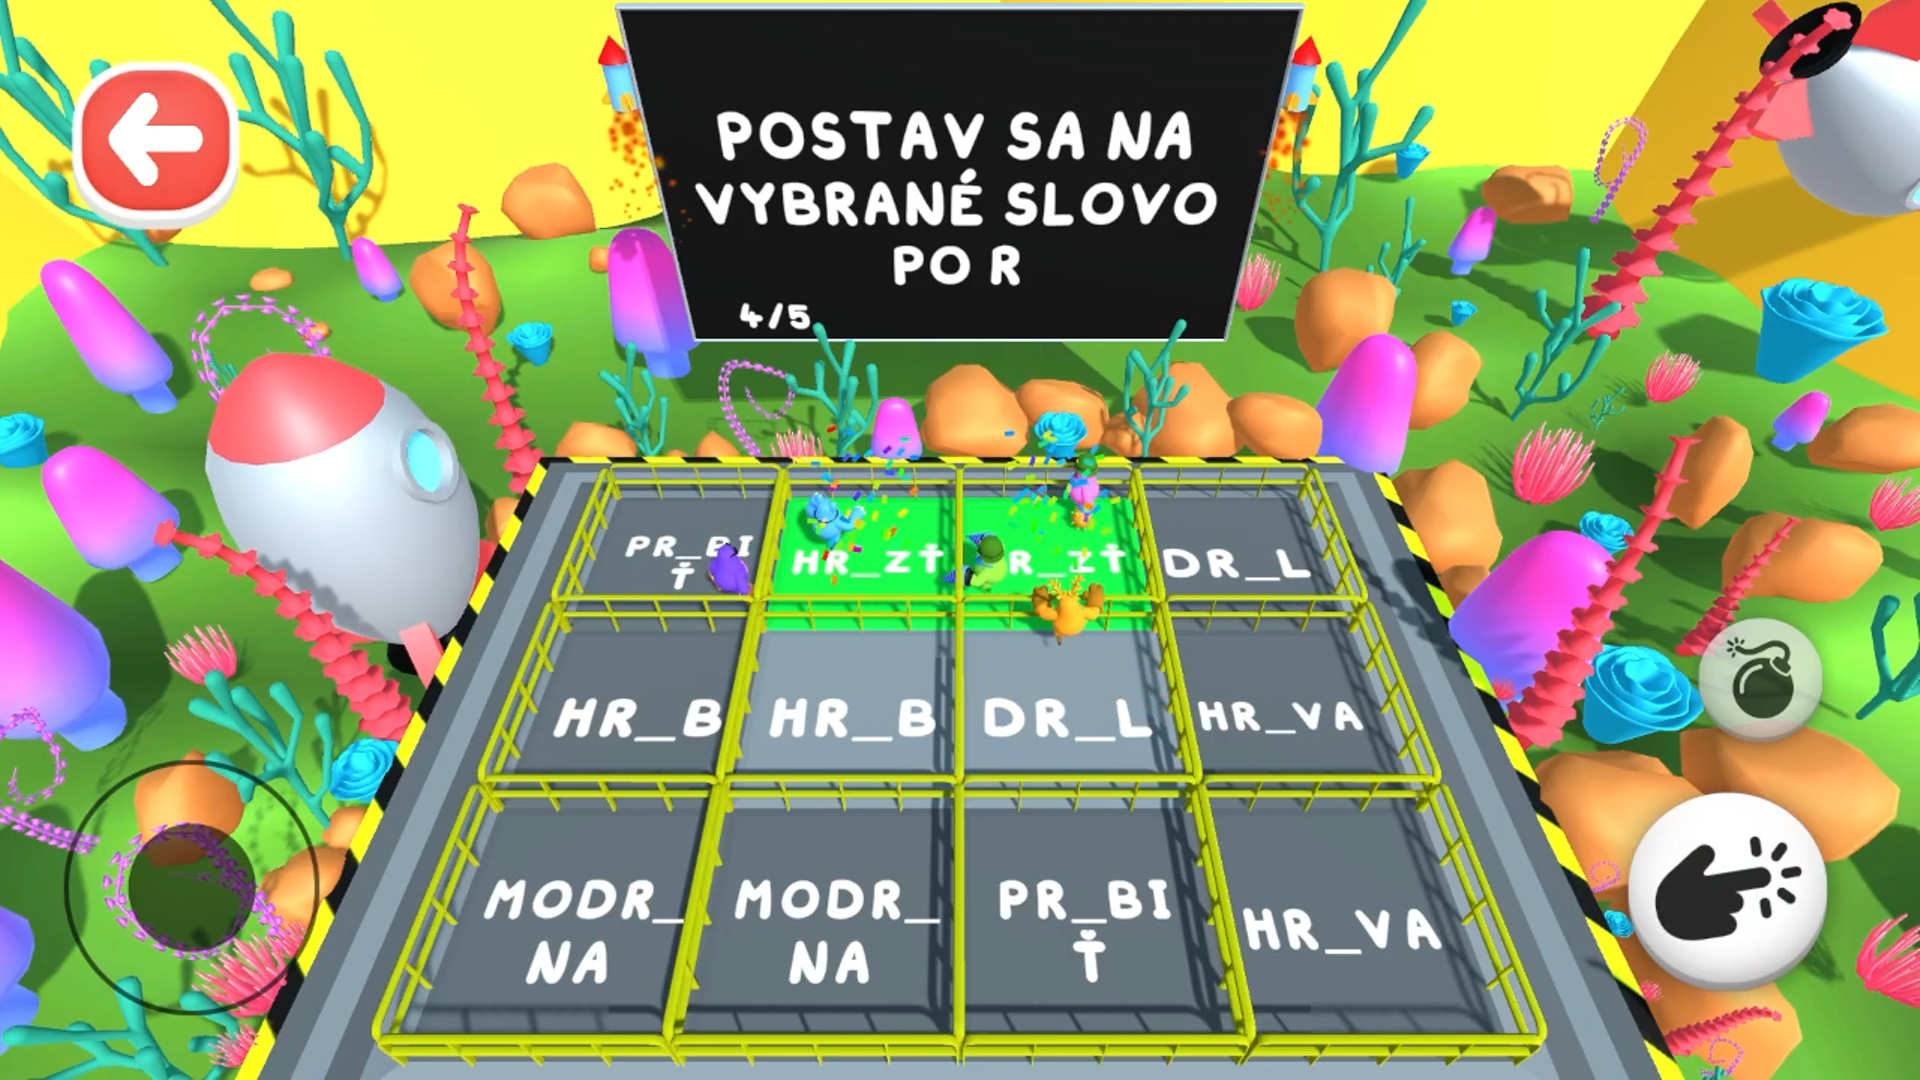 POSTAV SA NA
VYBRANÉ SLOVO
PO R
4/5
PR_BI
Ť
HR_ZŤ
R_ZŤ
DR_L
HR_B
HR_B
DR_L
HR_VA
MODR_
NA
MODR_
NA
PR_BI
Ť
HR_VA